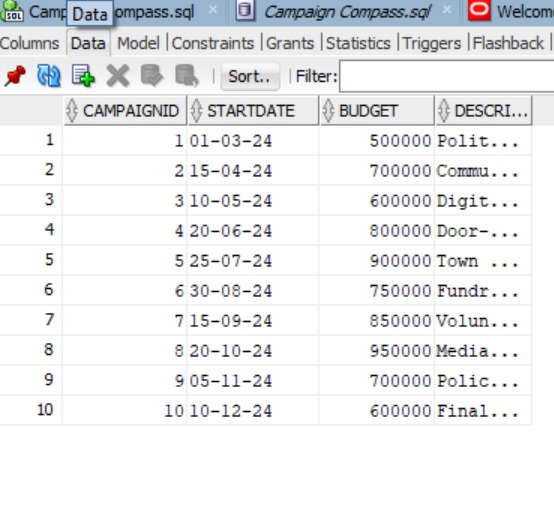 SQL Camp Data ompass.sql × Campaign Compass.sql × Welcome
Columns Data Model Constraints Grants Statistics Triggers Flashback
Sort.. Filter:
CAMPAIGNID STARTDATE BUDGET DESCRI...
1 1 01-03-24 500000 Polit...
2 2 15-04-24 700000 Commu...
3 3 10-05-24 600000 Digit...
4 4 20-06-24 800000 Door-...
5 5 25-07-24 900000 Town ...
6 6 30-08-24 750000 Fundr...
7 7 15-09-24 850000 Volun...
8 8 20-10-24 950000 Media...
9 9 05-11-24 700000 Polic...
10 10 10-12-24 600000 Final...